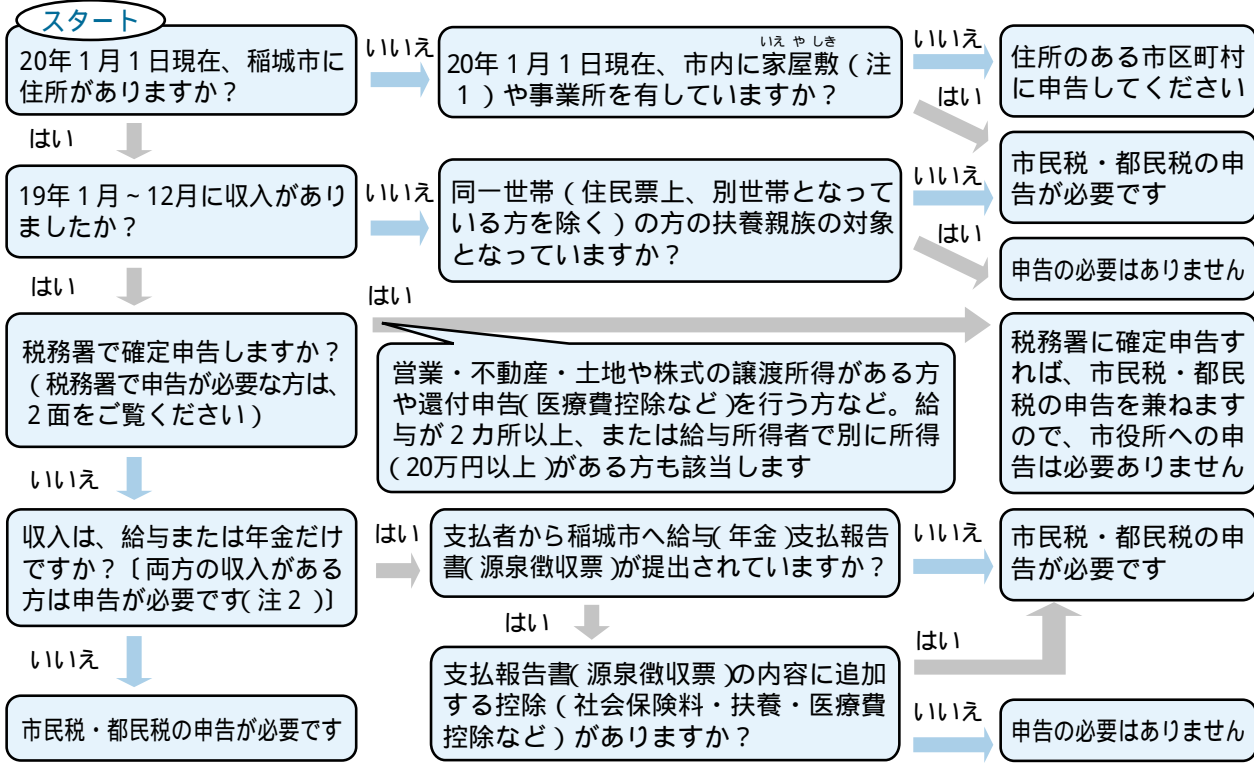 スタート
20年1月1日現在、稲城市に
住所がありますか？
いいえ
いえ や しき
20年1月1日現在、市内に家屋敷（注
1）や事業所を有していますか？
いいえ
住所のある市区町村
に申告してください
はい
はい
市民税・都民税の申
告が必要です
19年1月～12月に収入があり
ましたか？
いいえ
同一世帯（住民票上、別世帯となって
いる方を除く）の方の扶養親族の対象
となっていますか？
いいえ
はい
申告の必要はありません
はい
はい
税務署で確定申告しますか？
（税務署で申告が必要な方は、
2面をご覧ください）
営業・不動産・土地や株式の譲渡所得がある方
や還付申告（医療費控除など）を行う方など。給
与が2カ所以上、または給与所得者で別に所得
（20万円以上）がある方も該当します
税務署に確定申告す
れば、市民税・都民
税の申告を兼ねます
ので、市役所への申
告は必要ありません
いいえ
収入は、給与または年金だけ
ですか？〔両方の収入がある
方は申告が必要です（注2）〕
はい
支払者から稲城市へ給与（年金）支払報告
書（源泉徴収票）が提出されていますか？
いいえ
市民税・都民税の申
告が必要です
はい
はい
いいえ
市民税・都民税の申告が必要です
支払報告書（源泉徴収票）の内容に追加
する控除（社会保険料・扶養・医療費
控除など）がありますか？
いいえ
申告の必要はありません